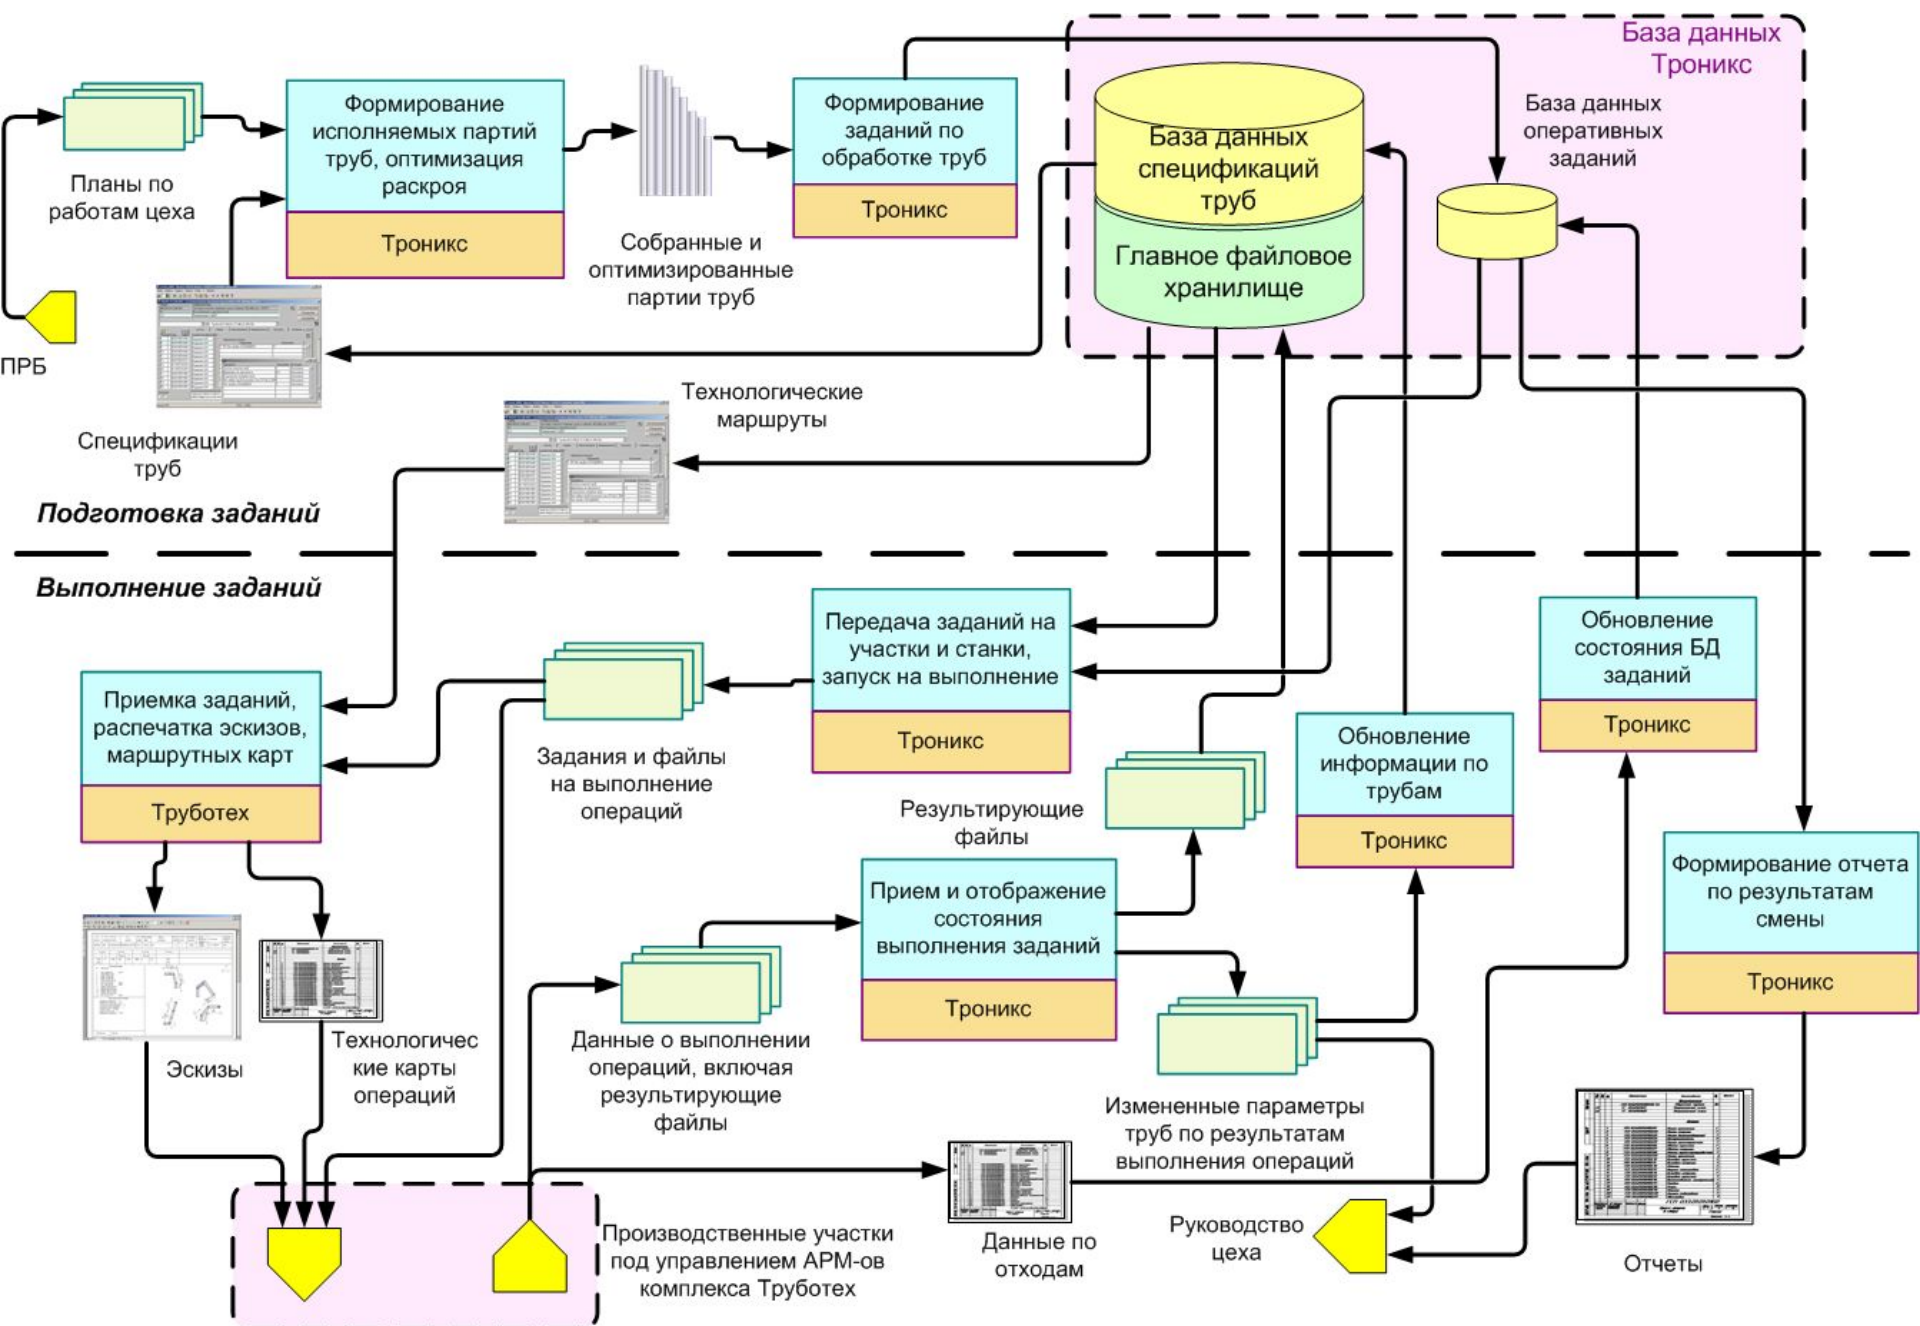 База данных
Троникс
Формирование
исполняемых партий
труб, оптимизация
раскроя
Троникс
Формирование
заданий по
обработке труб
Троникс
База данных
спецификаций
труб
Главное файловое
хранилище
База данных
оперативных
заданий
Планы по
работам цеха
Собранные и
оптимизированные
партии труб
ПРБ
Спецификации
труб
Технологические
маршруты
Подготовка заданий
Выполнение заданий
Передача заданий на
участки и станки,
запуск на выполнение
Троникс
Обновление
состояния БД
заданий
Троникс
Приемка заданий,
распечатка эскизов,
маршрутных карт
Труботех
Задания и файлы
на выполнение
операций
Обновление
информации по
трубам
Троникс
Результирующие
файлы
Прием и отображение
состояния
выполнения заданий
Троникс
Формирование отчета
по результатам
смены
Троникс
Эскизы
Технологичес
кие карты
операций
Данные о выполнении
операций, включая
результирующие
файлы
Измененные параметры
труб по результатам
выполнения операций
Производственные участки
под управлением АРМ-ов
комплекса Труботех
Данные по
отходам
Руководство
цеха
Отчеты